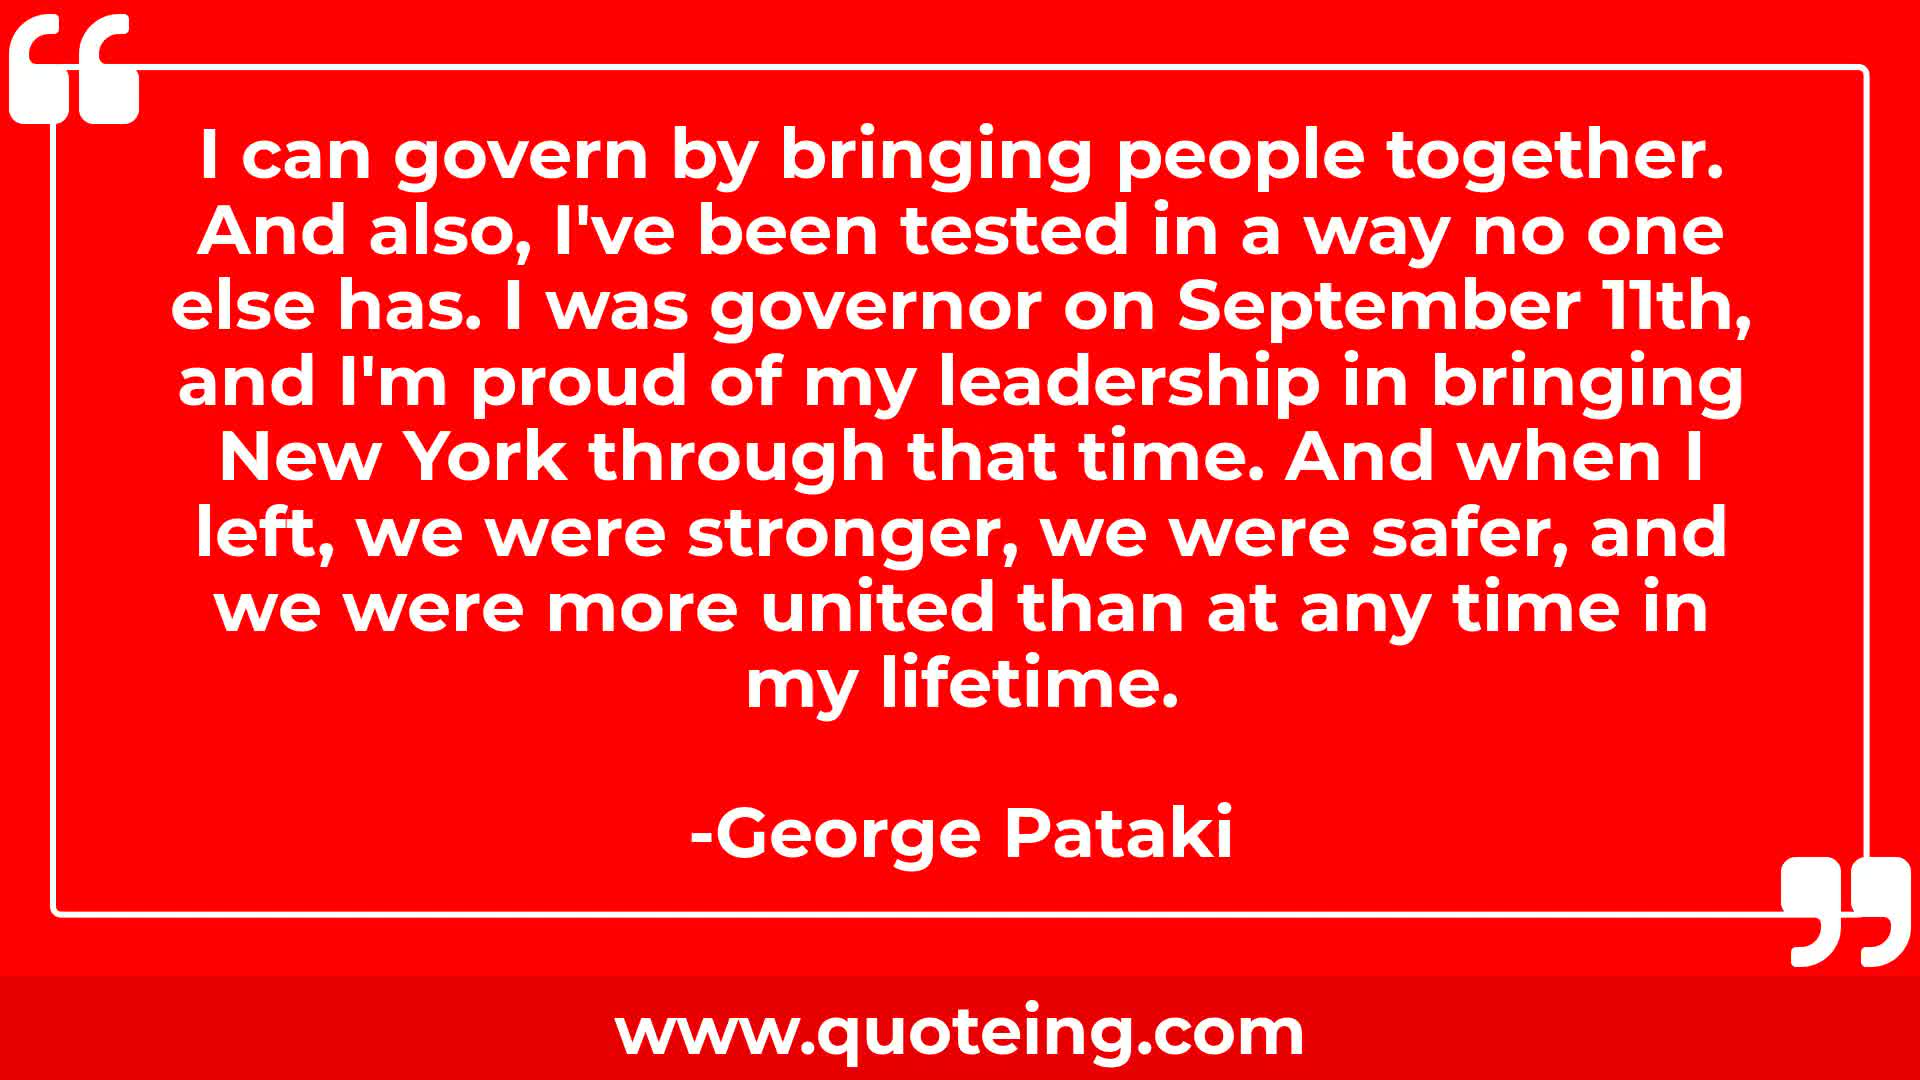 I can govern by bringing people together.
And also, I've been tested in a way no one
else has. I was governor on September 11th,
and I'm proud of my leadership in bringing
New York through that time. And when I
left, we were stronger, we were safer, and
we were more united than at any time in
my lifetime.
-George Pataki
www.quoteing.com